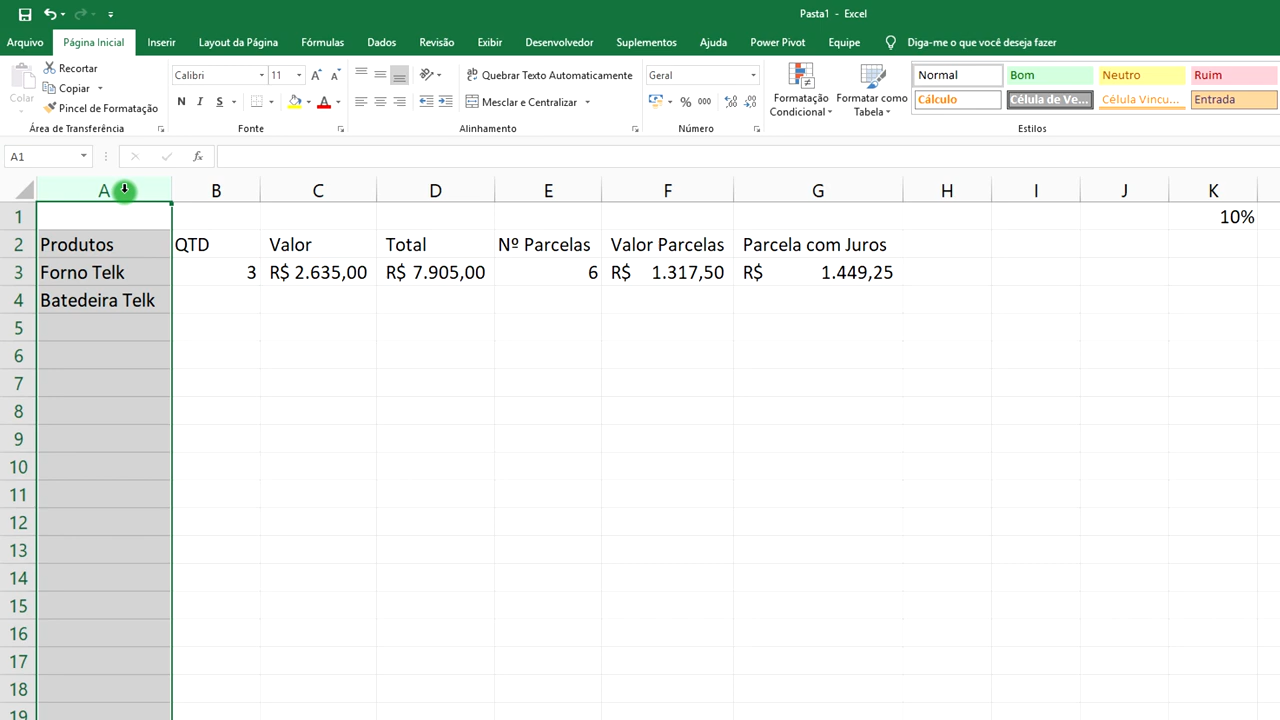 Pasta1 - Excel
Arquivo Página Inicial Inserir Layout da Página Fórmulas Dados Revisão Exibir Desenvolvedor Suplementos Ajuda Power Pivot Equipe Diga-me o que você deseja fazer
Colar
Recortar
Copiar
Pincel de Formatação
Área de Transferência
Calibri 11
N I S
Fonte
Quebrar Texto Automaticamente
Mesclar e Centralizar
Alinhamento
Geral
% 000
Número
Formatação Condicional
Formatar como Tabela
Normal Bom Neutro Ruim
Cálculo Célula de Ve... Célula Vincu... Entrada
Estilos
A1 fx
A B C D E F G H I J K
1 10%
2 Produtos QTD Valor Total Nº Parcelas Valor Parcelas Parcela com Juros
3 Forno Telk 3 R$ 2.635,00 R$ 7.905,00 6 R$ 1.317,50 R$ 1.449,25
4 Batedeira Telk
5
6
7
8
9
10
11
12
13
14
15
16
17
18
19